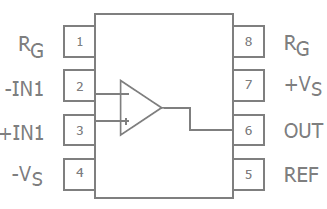 RG 1 8 RG
-IN1 2 7 +VS
+IN1 3 6 OUT
-VS 4 5 REF